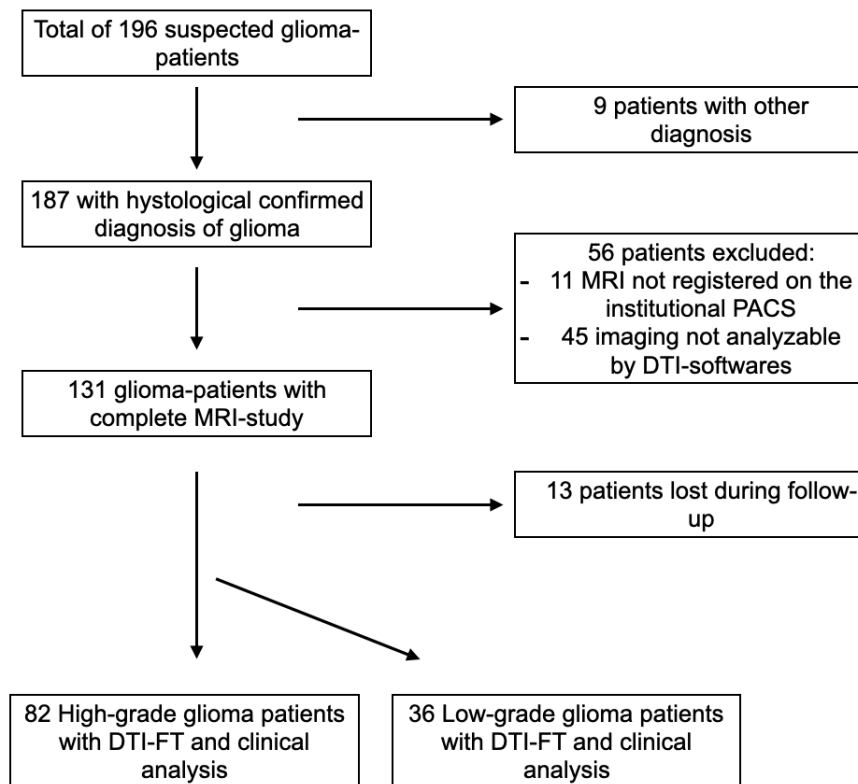 Total of 196 suspected glioma-
patients
9 patients with other
diagnosis
187 with hystological confirmed
diagnosis of glioma
56 patients excluded:
- 11 MRI not registered on the
institutional PACS
- 45 imaging not analyzable
by DTI-softwares
131 glioma-patients with
complete MRI-study
13 patients lost during follow-
up
82 High-grade glioma patients
with DTI-FT and clinical
analysis
36 Low-grade glioma patients
with DTI-FT and clinical
analysis